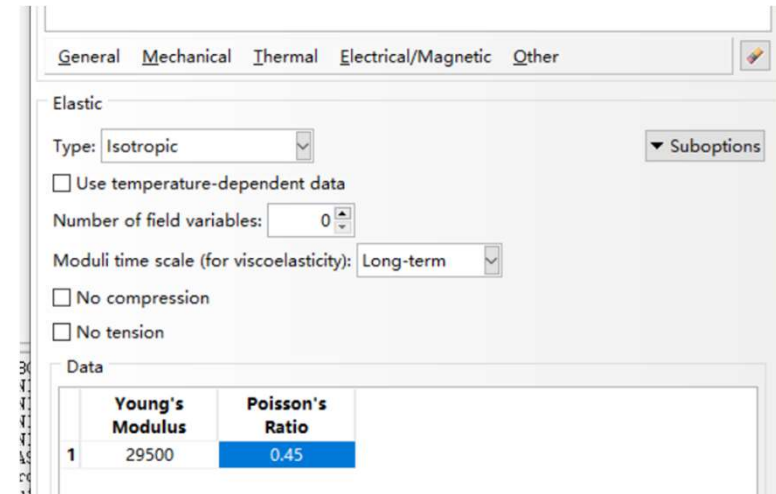 General Mechanical Thermal Electrical/Magnetic Other
Elastic
Type: Isotropic
Suboptions
Use temperature-dependent data
Number of field variables: 0
Moduli time scale (for viscoelasticity): Long-term
No compression
No tension
Data
Young's Modulus Poisson's Ratio
1 29500 0.45